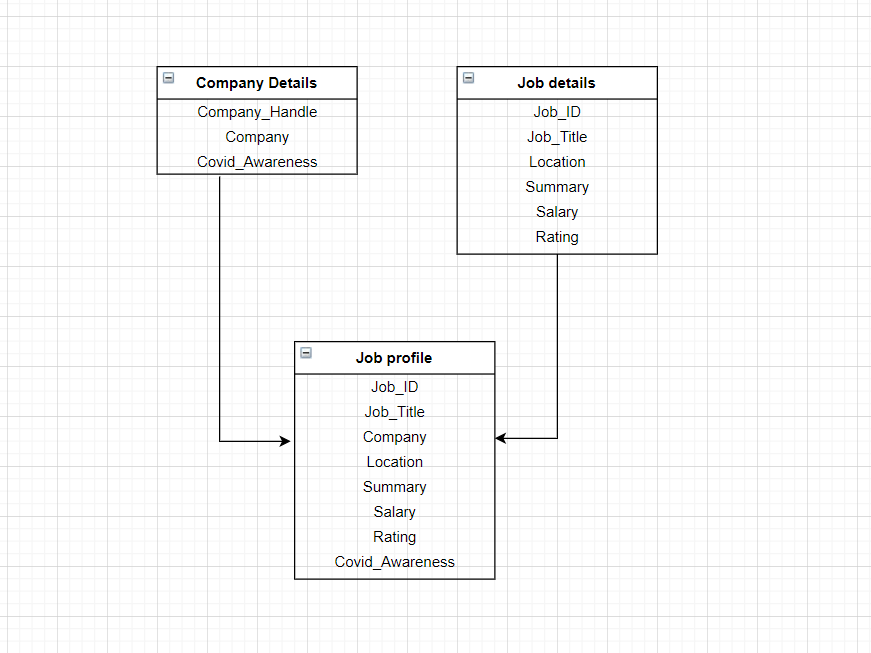 Company Details
Company_Handle
Company
Covid_Awareness
Job details
Job_ID
Job_Title
Location
Summary
Salary
Rating
Job profile
Job_ID
Job_Title
Company
Location
Summary
Salary
Rating
Covid_Awareness